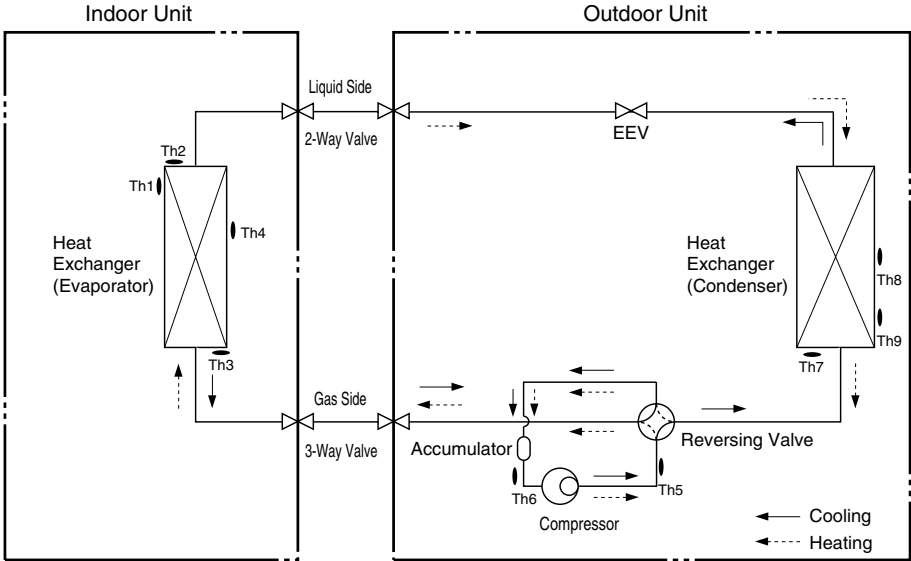 Indoor Unit
Outdoor Unit
Liquid Side
2-Way Valve
EEV
Th2
Th1
Th4
Heat
Exchanger
(Evaporator)
Th3
Heat
Exchanger
(Condenser)
Th8
Th9
Th7
Gas Side
3-Way Valve
Accumulator
Reversing Valve
Th6
Th5
Compressor
Cooling
Heating